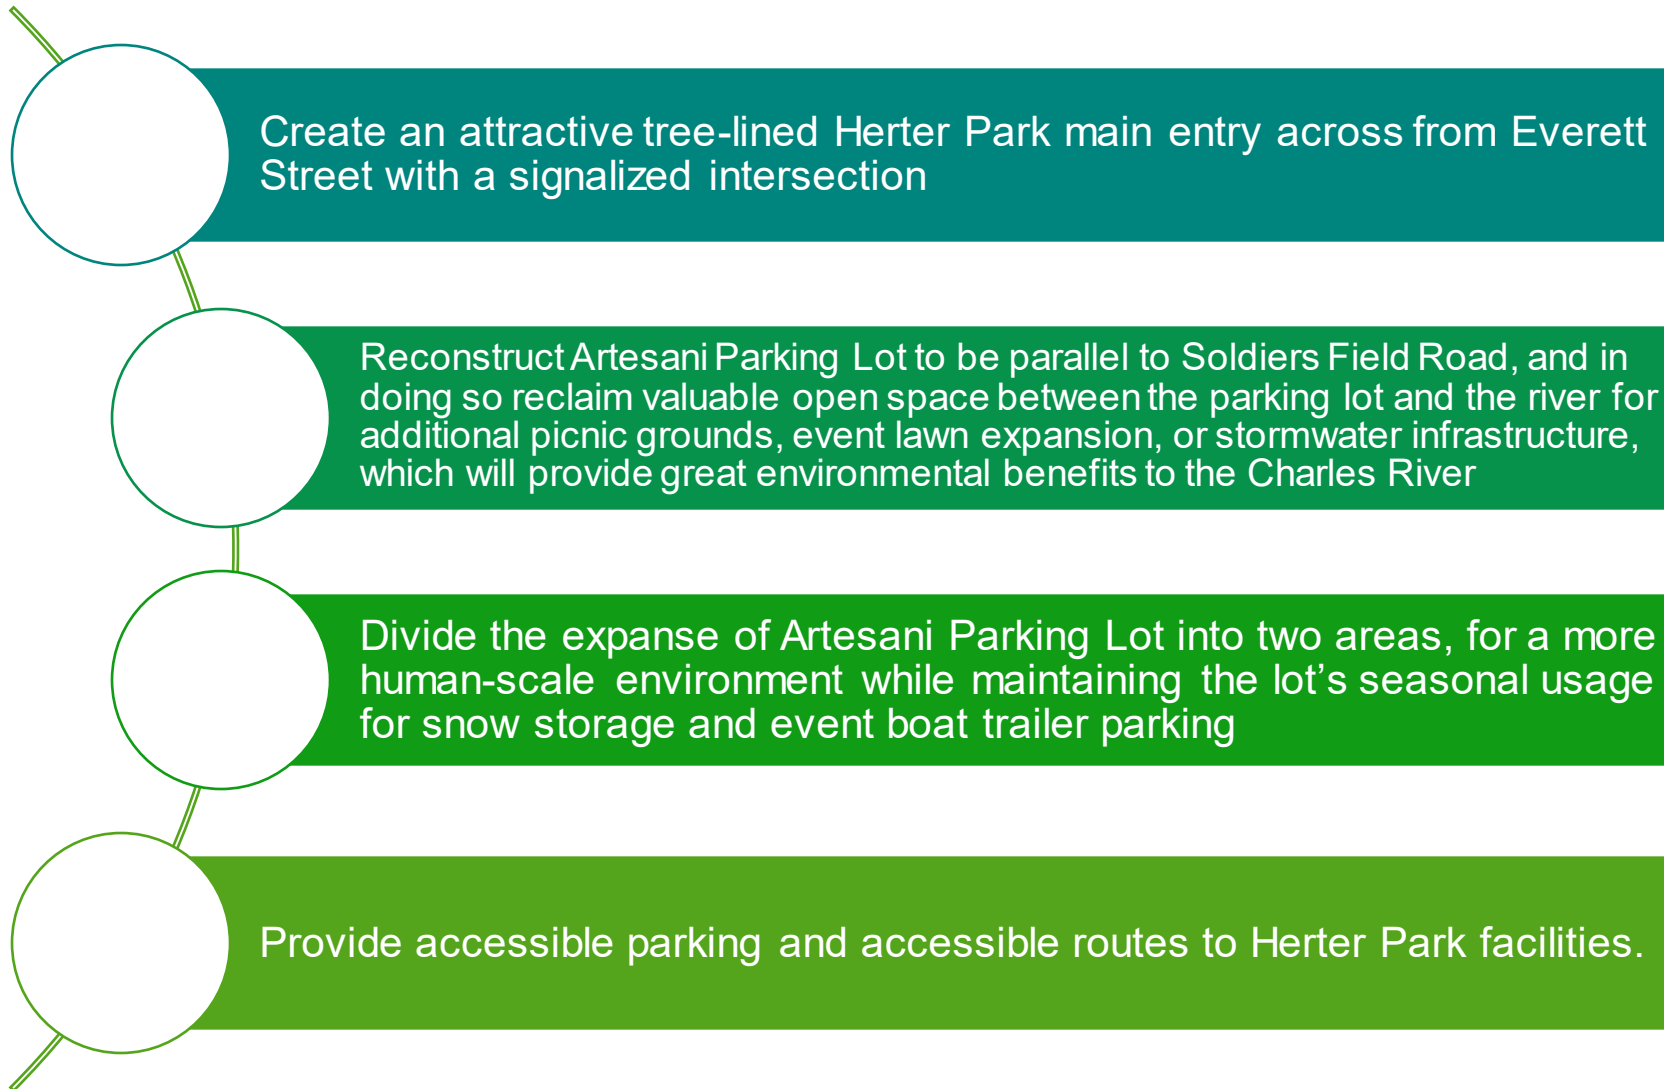 Create an attractive tree-lined Herter Park main entry across from Everett
Street with a signalized intersection
Reconstruct Artesani Parking Lot to be parallel to Soldiers Field Road, and in
doing so reclaim valuable open space between the parking lot and the river for
additional picnic grounds, event lawn expansion, or stormwater infrastructure,
which will provide great environmental benefits to the Charles River
Divide the expanse of Artesani Parking Lot into two areas, for a more
human-scale environment while maintaining the lot’s seasonal usage
for snow storage and event boat trailer parking
Provide accessible parking and accessible routes to Herter Park facilities.